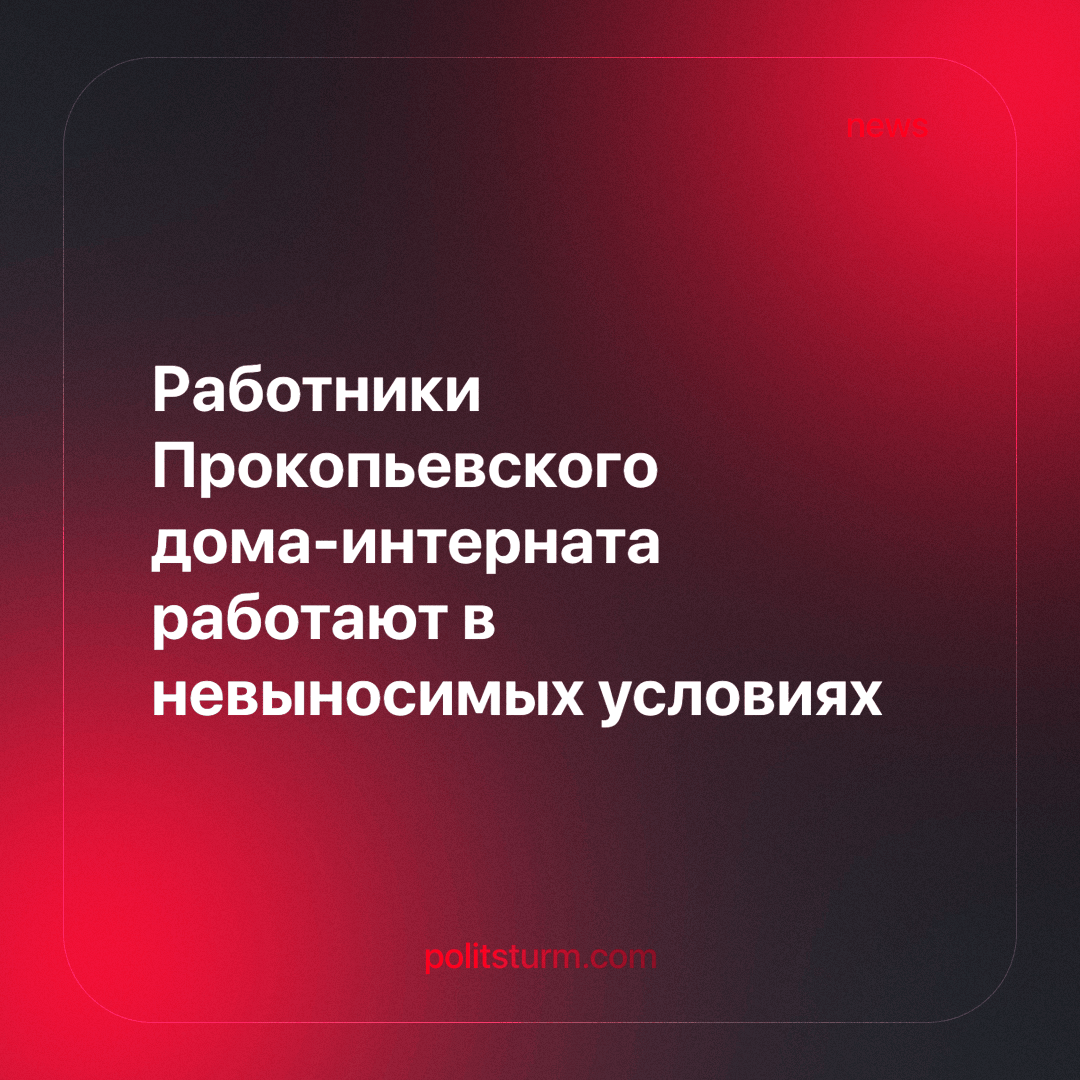 news
Работники
Прокопьевского
дома-интерната
работают в
невыносимых условиях
politsturm.com